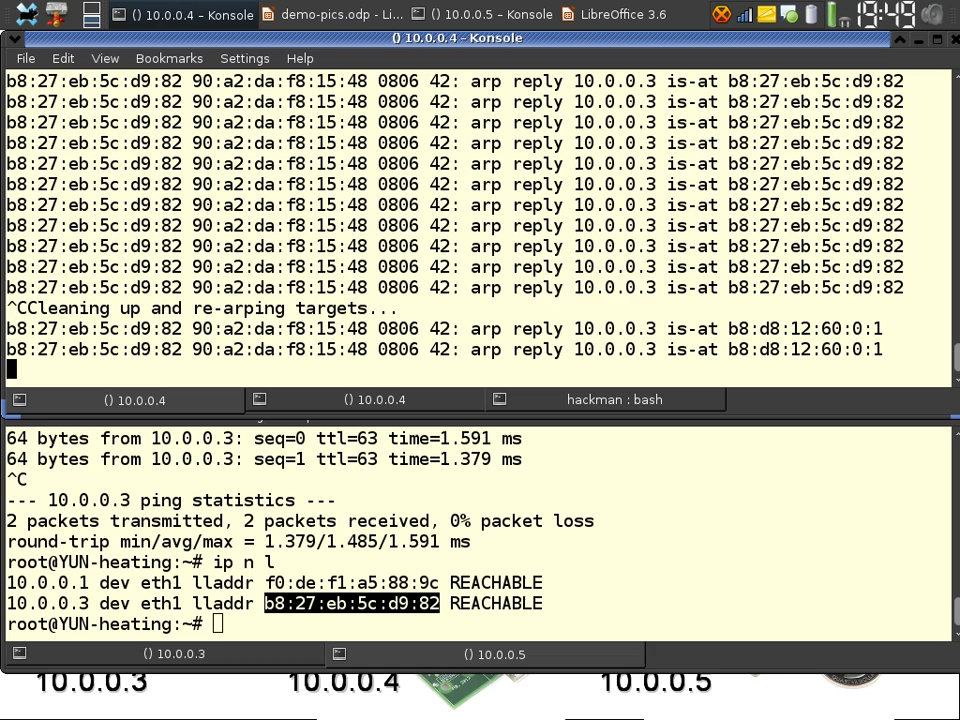 () 10.0.0.4 – Konsole
demo-pics.odp - Li...
() 10.0.0.5 – Konsole
LibreOffice 3.6
19:49
() 10.0.0.4 – Konsole
File Edit View Bookmarks Settings Help
b8:27:eb:5c:d9:82 90:a2:da:f8:15:48 0806 42: arp reply 10.0.0.3 is-at b8:27:eb:5c:d9:82
b8:27:eb:5c:d9:82 90:a2:da:f8:15:48 0806 42: arp reply 10.0.0.3 is-at b8:27:eb:5c:d9:82
b8:27:eb:5c:d9:82 90:a2:da:f8:15:48 0806 42: arp reply 10.0.0.3 is-at b8:27:eb:5c:d9:82
b8:27:eb:5c:d9:82 90:a2:da:f8:15:48 0806 42: arp reply 10.0.0.3 is-at b8:27:eb:5c:d9:82
b8:27:eb:5c:d9:82 90:a2:da:f8:15:48 0806 42: arp reply 10.0.0.3 is-at b8:27:eb:5c:d9:82
b8:27:eb:5c:d9:82 90:a2:da:f8:15:48 0806 42: arp reply 10.0.0.3 is-at b8:27:eb:5c:d9:82
b8:27:eb:5c:d9:82 90:a2:da:f8:15:48 0806 42: arp reply 10.0.0.3 is-at b8:27:eb:5c:d9:82
b8:27:eb:5c:d9:82 90:a2:da:f8:15:48 0806 42: arp reply 10.0.0.3 is-at b8:27:eb:5c:d9:82
b8:27:eb:5c:d9:82 90:a2:da:f8:15:48 0806 42: arp reply 10.0.0.3 is-at b8:27:eb:5c:d9:82
b8:27:eb:5c:d9:82 90:a2:da:f8:15:48 0806 42: arp reply 10.0.0.3 is-at b8:27:eb:5c:d9:82
b8:27:eb:5c:d9:82 90:a2:da:f8:15:48 0806 42: arp reply 10.0.0.3 is-at b8:27:eb:5c:d9:82
^CCleaning up and re-arping targets...
b8:27:eb:5c:d9:82 90:a2:da:f8:15:48 0806 42: arp reply 10.0.0.3 is-at b8:d8:12:60:0:1
b8:27:eb:5c:d9:82 90:a2:da:f8:15:48 0806 42: arp reply 10.0.0.3 is-at b8:d8:12:60:0:1
() 10.0.0.4
() 10.0.0.4
hackman : bash
64 bytes from 10.0.0.3: seq=0 ttl=63 time=1.591 ms
64 bytes from 10.0.0.3: seq=1 ttl=63 time=1.379 ms
^C
--- 10.0.0.3 ping statistics ---
2 packets transmitted, 2 packets received, 0% packet loss
round-trip min/avg/max = 1.379/1.485/1.591 ms
root@YUN-heating:~# ip n l
10.0.0.1 dev eth1 lladdr f0:de:f1:a5:88:9c REACHABLE
10.0.0.3 dev eth1 lladdr b8:27:eb:5c:d9:82 REACHABLE
root@YUN-heating:~#
() 10.0.0.3
() 10.0.0.5
10.0.0.3
10.0.0.4
10.0.0.5